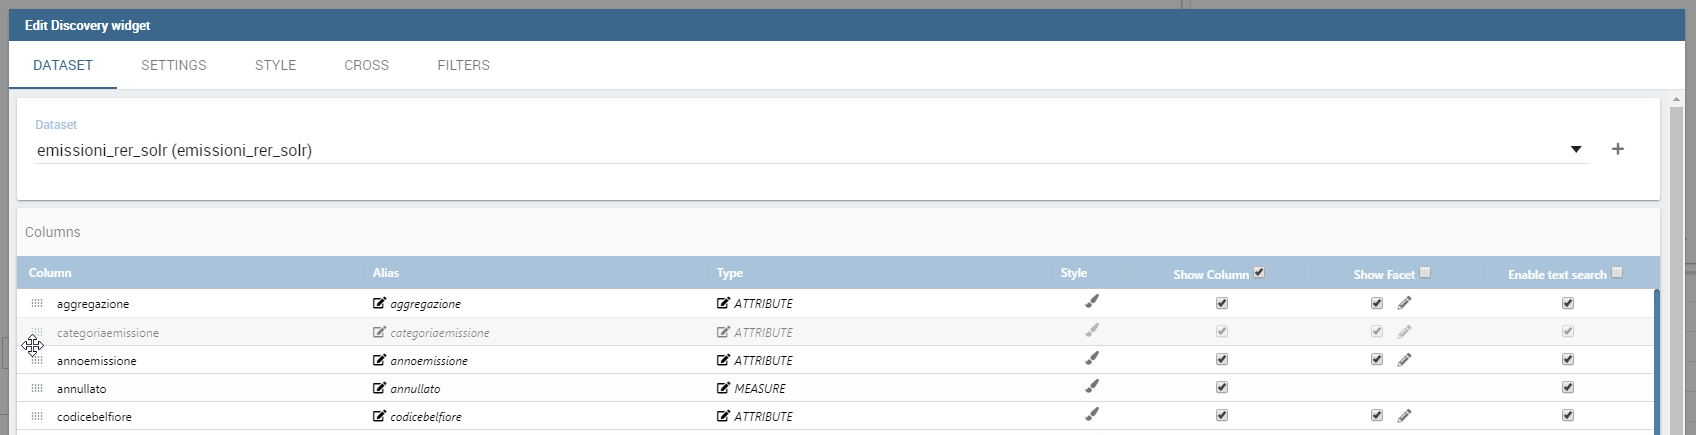 Edit Discovery widget
DATASET SETTINGS STYLE CROSS FILTERS
Dataset
emissioni_rer_solr (emissioni_rer_solr)
Columns
Column Alias Type Style Show Column Show Facet Enable text search
aggregazione aggregazione ATTRIBUTE
categoriaemissione categoriaemissione ATTRIBUTE
annoemissione annoemissione ATTRIBUTE
annullato annullato MEASURE
codicebelfiore codicebelfiore ATTRIBUTE